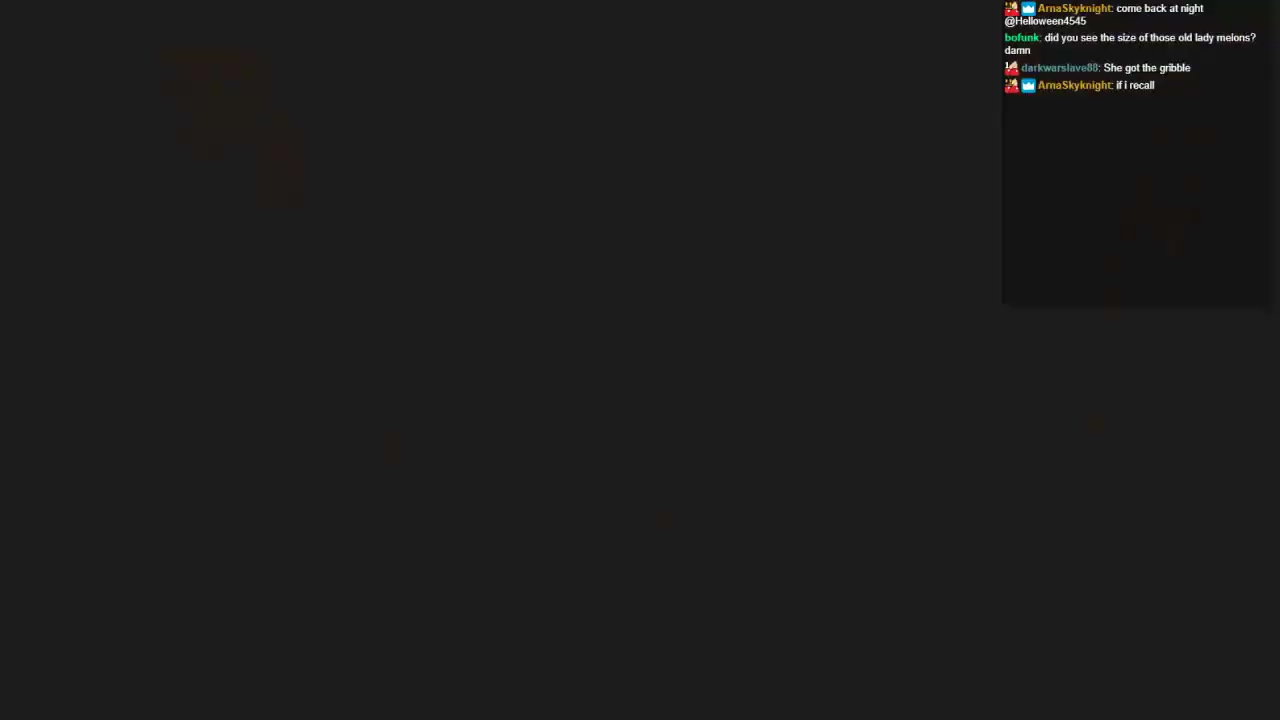 ArnaSkyknight: come back at night
@Helloween4545
bofunk: did you see the size of those old lady melons?
damn
darkwarslave88: She got the gribble
ArnaSkyknight: if i recall